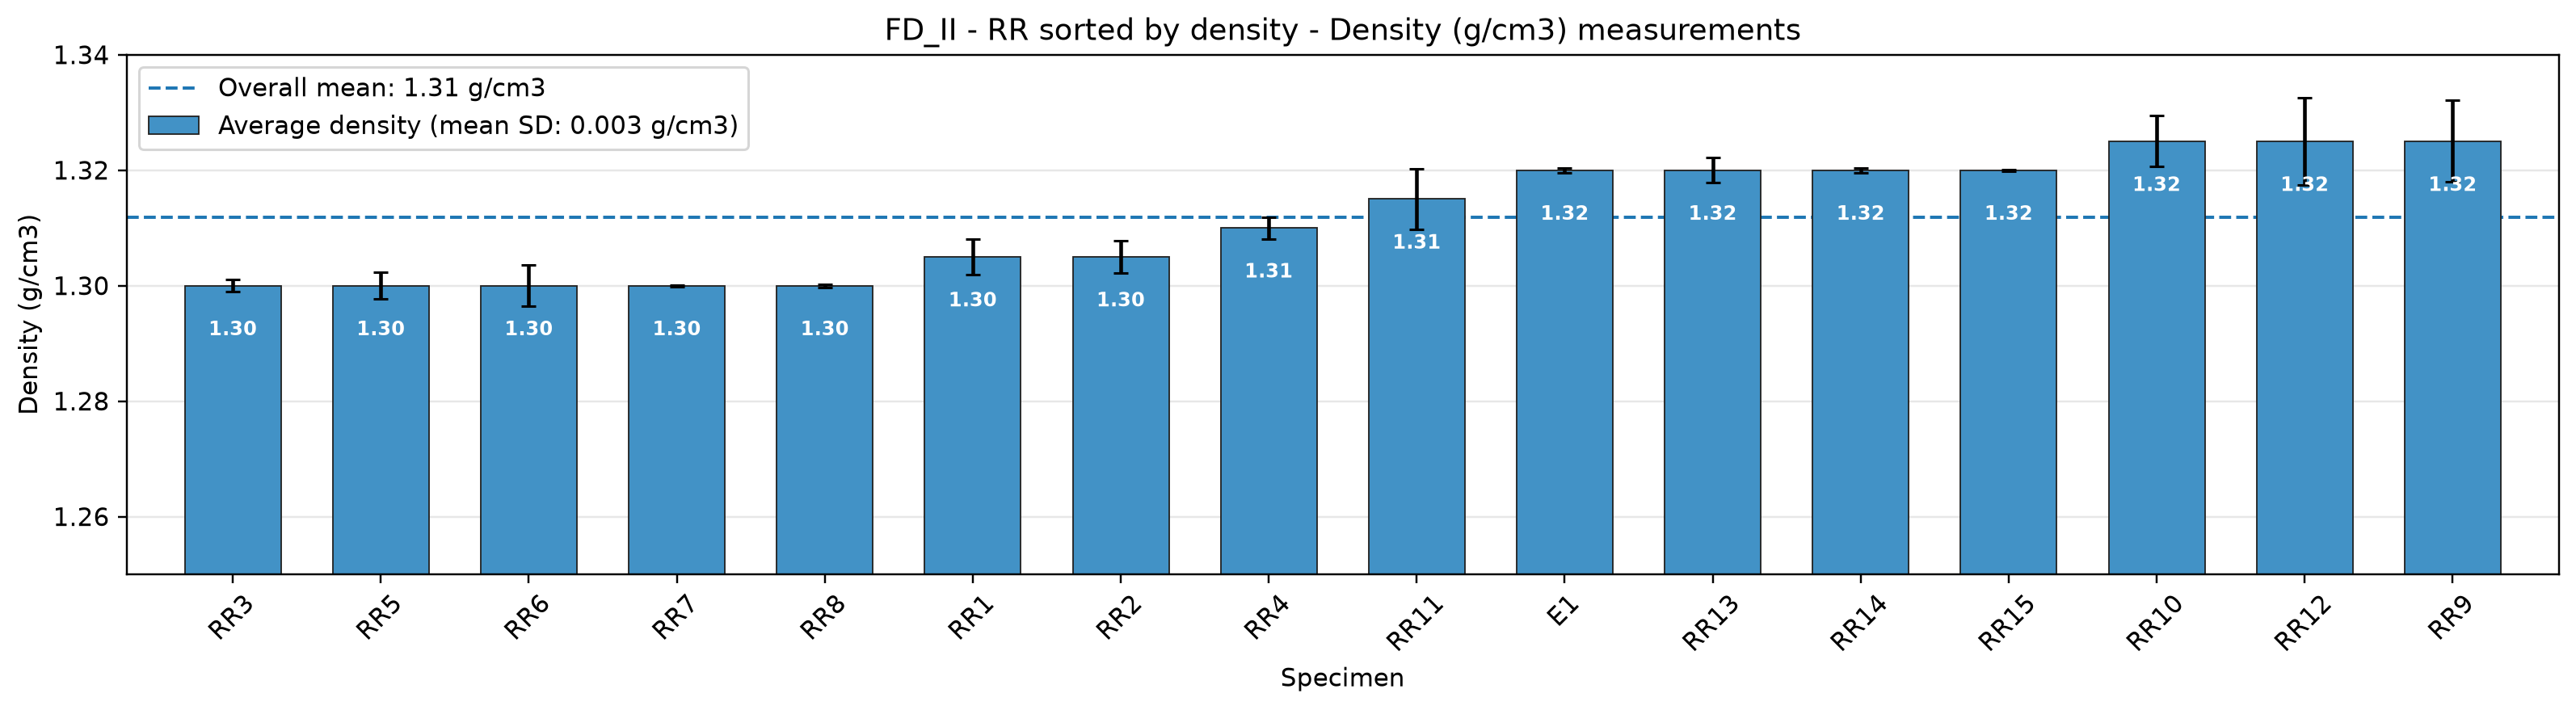 FD_II - RR sorted by density - Density (g/cm3) measurements
Overall mean: 1.31 g/cm3
Average density (mean SD: 0.003 g/cm3)
Density (g/cm3)
1.34
1.32
1.30
1.28
1.26
1.30 1.30 1.30 1.30 1.30 1.30 1.30 1.31 1.31 1.32 1.32 1.32 1.32 1.32 1.32 1.32
RR3 RR5 RR6 RR7 RR8 RR1 RR2 RR4 RR11 E1 RR13 RR14 RR15 RR10 RR12 RR9
Specimen